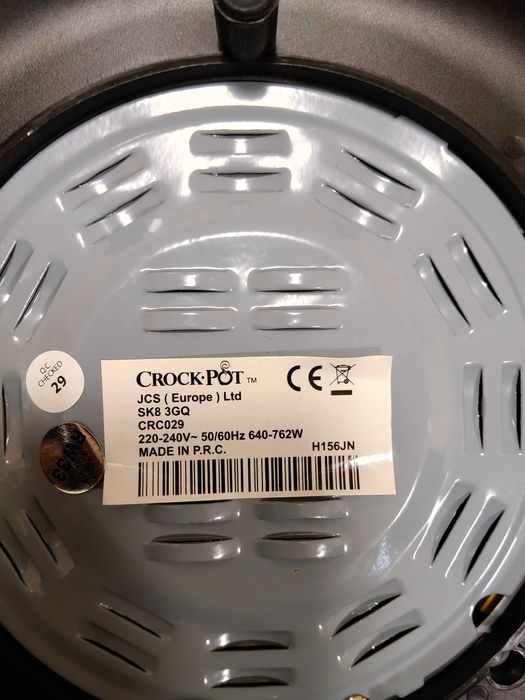 CROCK·POT™
JCS ( Europe ) Ltd
SK8 3GQ
CRC029
220-240V~ 50/60Hz 640-762W
MADE IN P.R.C.
H156JN
CE
QC
CHECKED
29